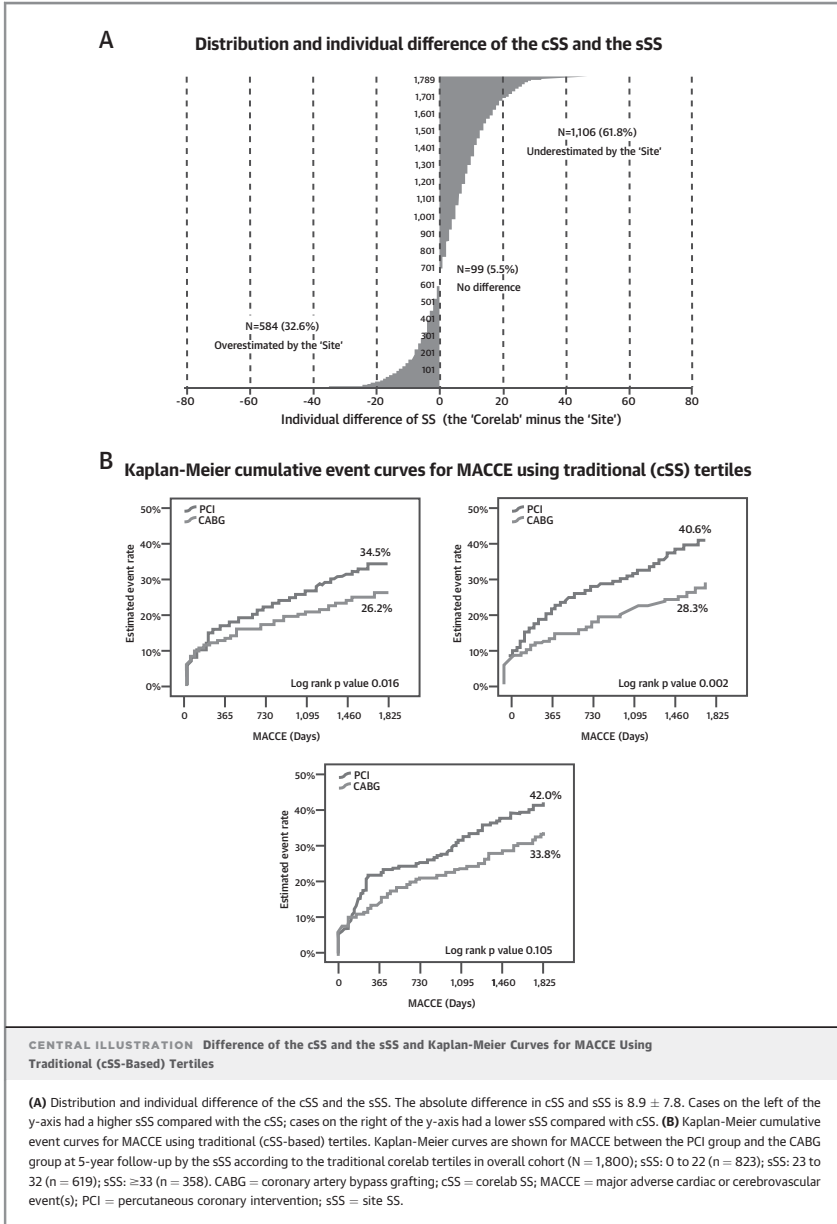 A
Distribution and individual difference of the cSS and the sSS
1,789
1,701
1,601
N=1,106 (61.8%)
1,501
Underestimated by the 'Site'
1,401
1,301
1,201
1,101
1,001
901
801
701
N=99 (5.5%)
601
No difference
501
401
N=584 (32.6%)
301
Overestimated by the 'Site'
201
101
-80 -60 -40 -20 0 20 40 60 80
Individual difference of SS (the 'Corelab' minus the 'Site')
B
Kaplan-Meier cumulative event curves for MACCE using traditional (cSS) tertiles
50%
40%
30%
20%
10%
0%
Estimated event rate
PCI
CABG
34.5%
26.2%
Log rank p value 0.016
0 365 730 1,095 1,460 1,825
MACCE (Days)
50%
40%
30%
20%
10%
0%
Estimated event rate
PCI
CABG
40.6%
28.3%
Log rank p value 0.002
0 365 730 1,095 1,460 1,825
MACCE (Days)
50%
40%
30%
20%
10%
0%
Estimated event rate
PCI
CABG
42.0%
33.8%
Log rank p value 0.105
0 365 730 1,095 1,460 1,825
MACCE (Days)
CENTRAL ILLUSTRATION Difference of the cSS and the sSS and Kaplan-Meier Curves for MACCE Using
Traditional (cSS-Based) Tertiles
(A) Distribution and individual difference of the cSS and the sSS. The absolute difference in cSS and sSS is 8.9 ± 7.8. Cases on the left of the
y-axis had a higher sSS compared with the cSS; cases on the right of the y-axis had a lower sSS compared with cSS. (B) Kaplan-Meier cumulative
event curves for MACCE using traditional (cSS-based) tertiles. Kaplan-Meier curves are shown for MACCE between the PCI group and the CABG
group at 5-year follow-up by the sSS according to the traditional corelab tertiles in overall cohort (N = 1,800); sSS: 0 to 22 (n = 823); sSS: 23 to
32 (n = 619); sSS: ≥33 (n = 358). CABG = coronary artery bypass grafting; cSS = corelab SS; MACCE = major adverse cardiac or cerebrovascular
event(s); PCI = percutaneous coronary intervention; sSS = site SS.